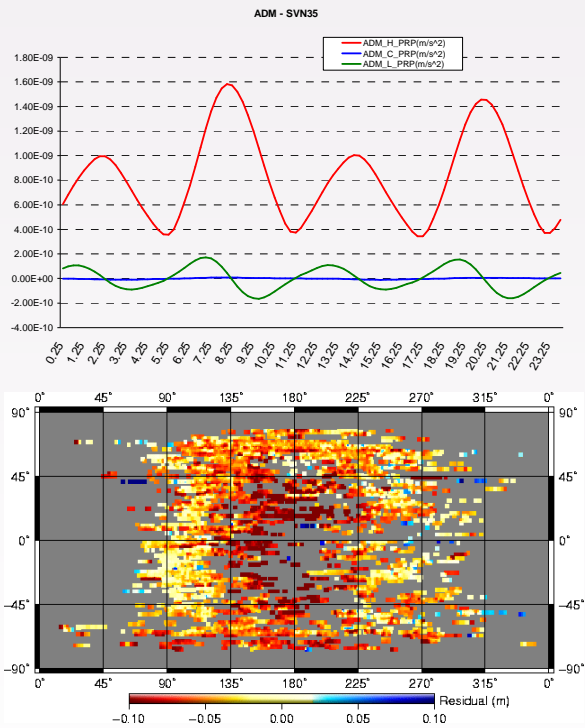 ADM - SVN35
ADM_H_PRP(m/s^2)
ADM_C_PRP(m/s^2)
ADM_L_PRP(m/s^2)
1.80E-09
1.60E-09
1.40E-09
1.20E-09
1.00E-09
8.00E-10
6.00E-10
4.00E-10
2.00E-10
0.00E+00
-2.00E-10
-4.00E-10
0.25 1.25 2.25 3.25 4.25 5.25 6.25 7.25 8.25 9.25 10.25 11.25 12.25 13.25 14.25 15.25 16.25 17.25 18.25 19.25 20.25 21.25 22.25 23.25
0° 45° 90° 135° 180° 225° 270° 315° 0°
90° 90°
45° 45°
0° 0°
−45° −45°
−90° −90°
0° 45° 90° 135° 180° 225° 270° 315° 0°
Residual (m)
−0.10 −0.05 0.00 0.05 0.10